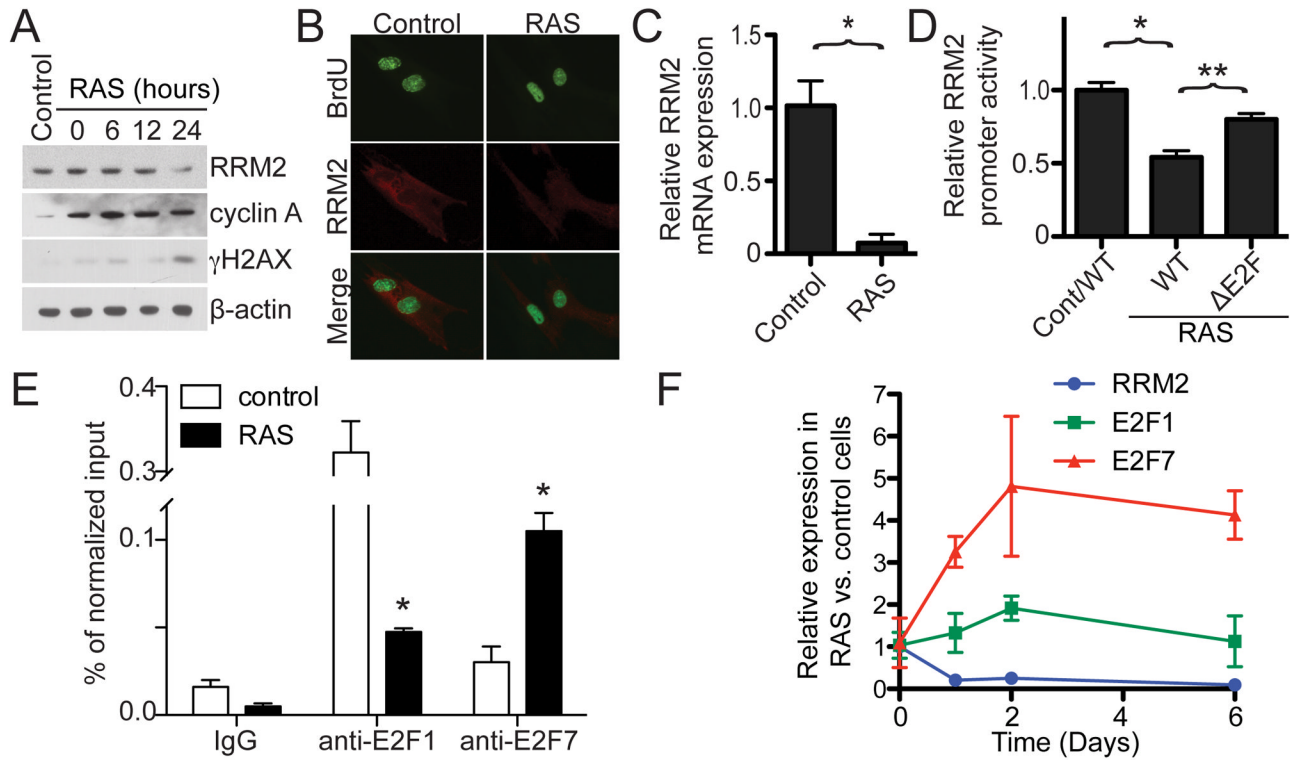 A
Control
RAS (hours)
0 6 12 24
RRM2
cyclin A
γH2AX
β-actin
B
Control RAS
BrdU
RRM2
Merge
C
Relative RRM2
mRNA expression
1.5
1.0
0.5
0
*
Control
RAS
D
Relative RRM2
promoter activity
1.0
0.5
0
*
**
Cont/WT
WT
ΔE2F
RAS
E
% of normalized input
0.4
0.3
0.1
0.0
control
RAS
*
*
IgG anti-E2F1 anti-E2F7
F
Relative expression in
RAS vs. control cells
7
6
5
4
3
2
1
0
RRM2
E2F1
E2F7
0 2 4 6
Time (Days)